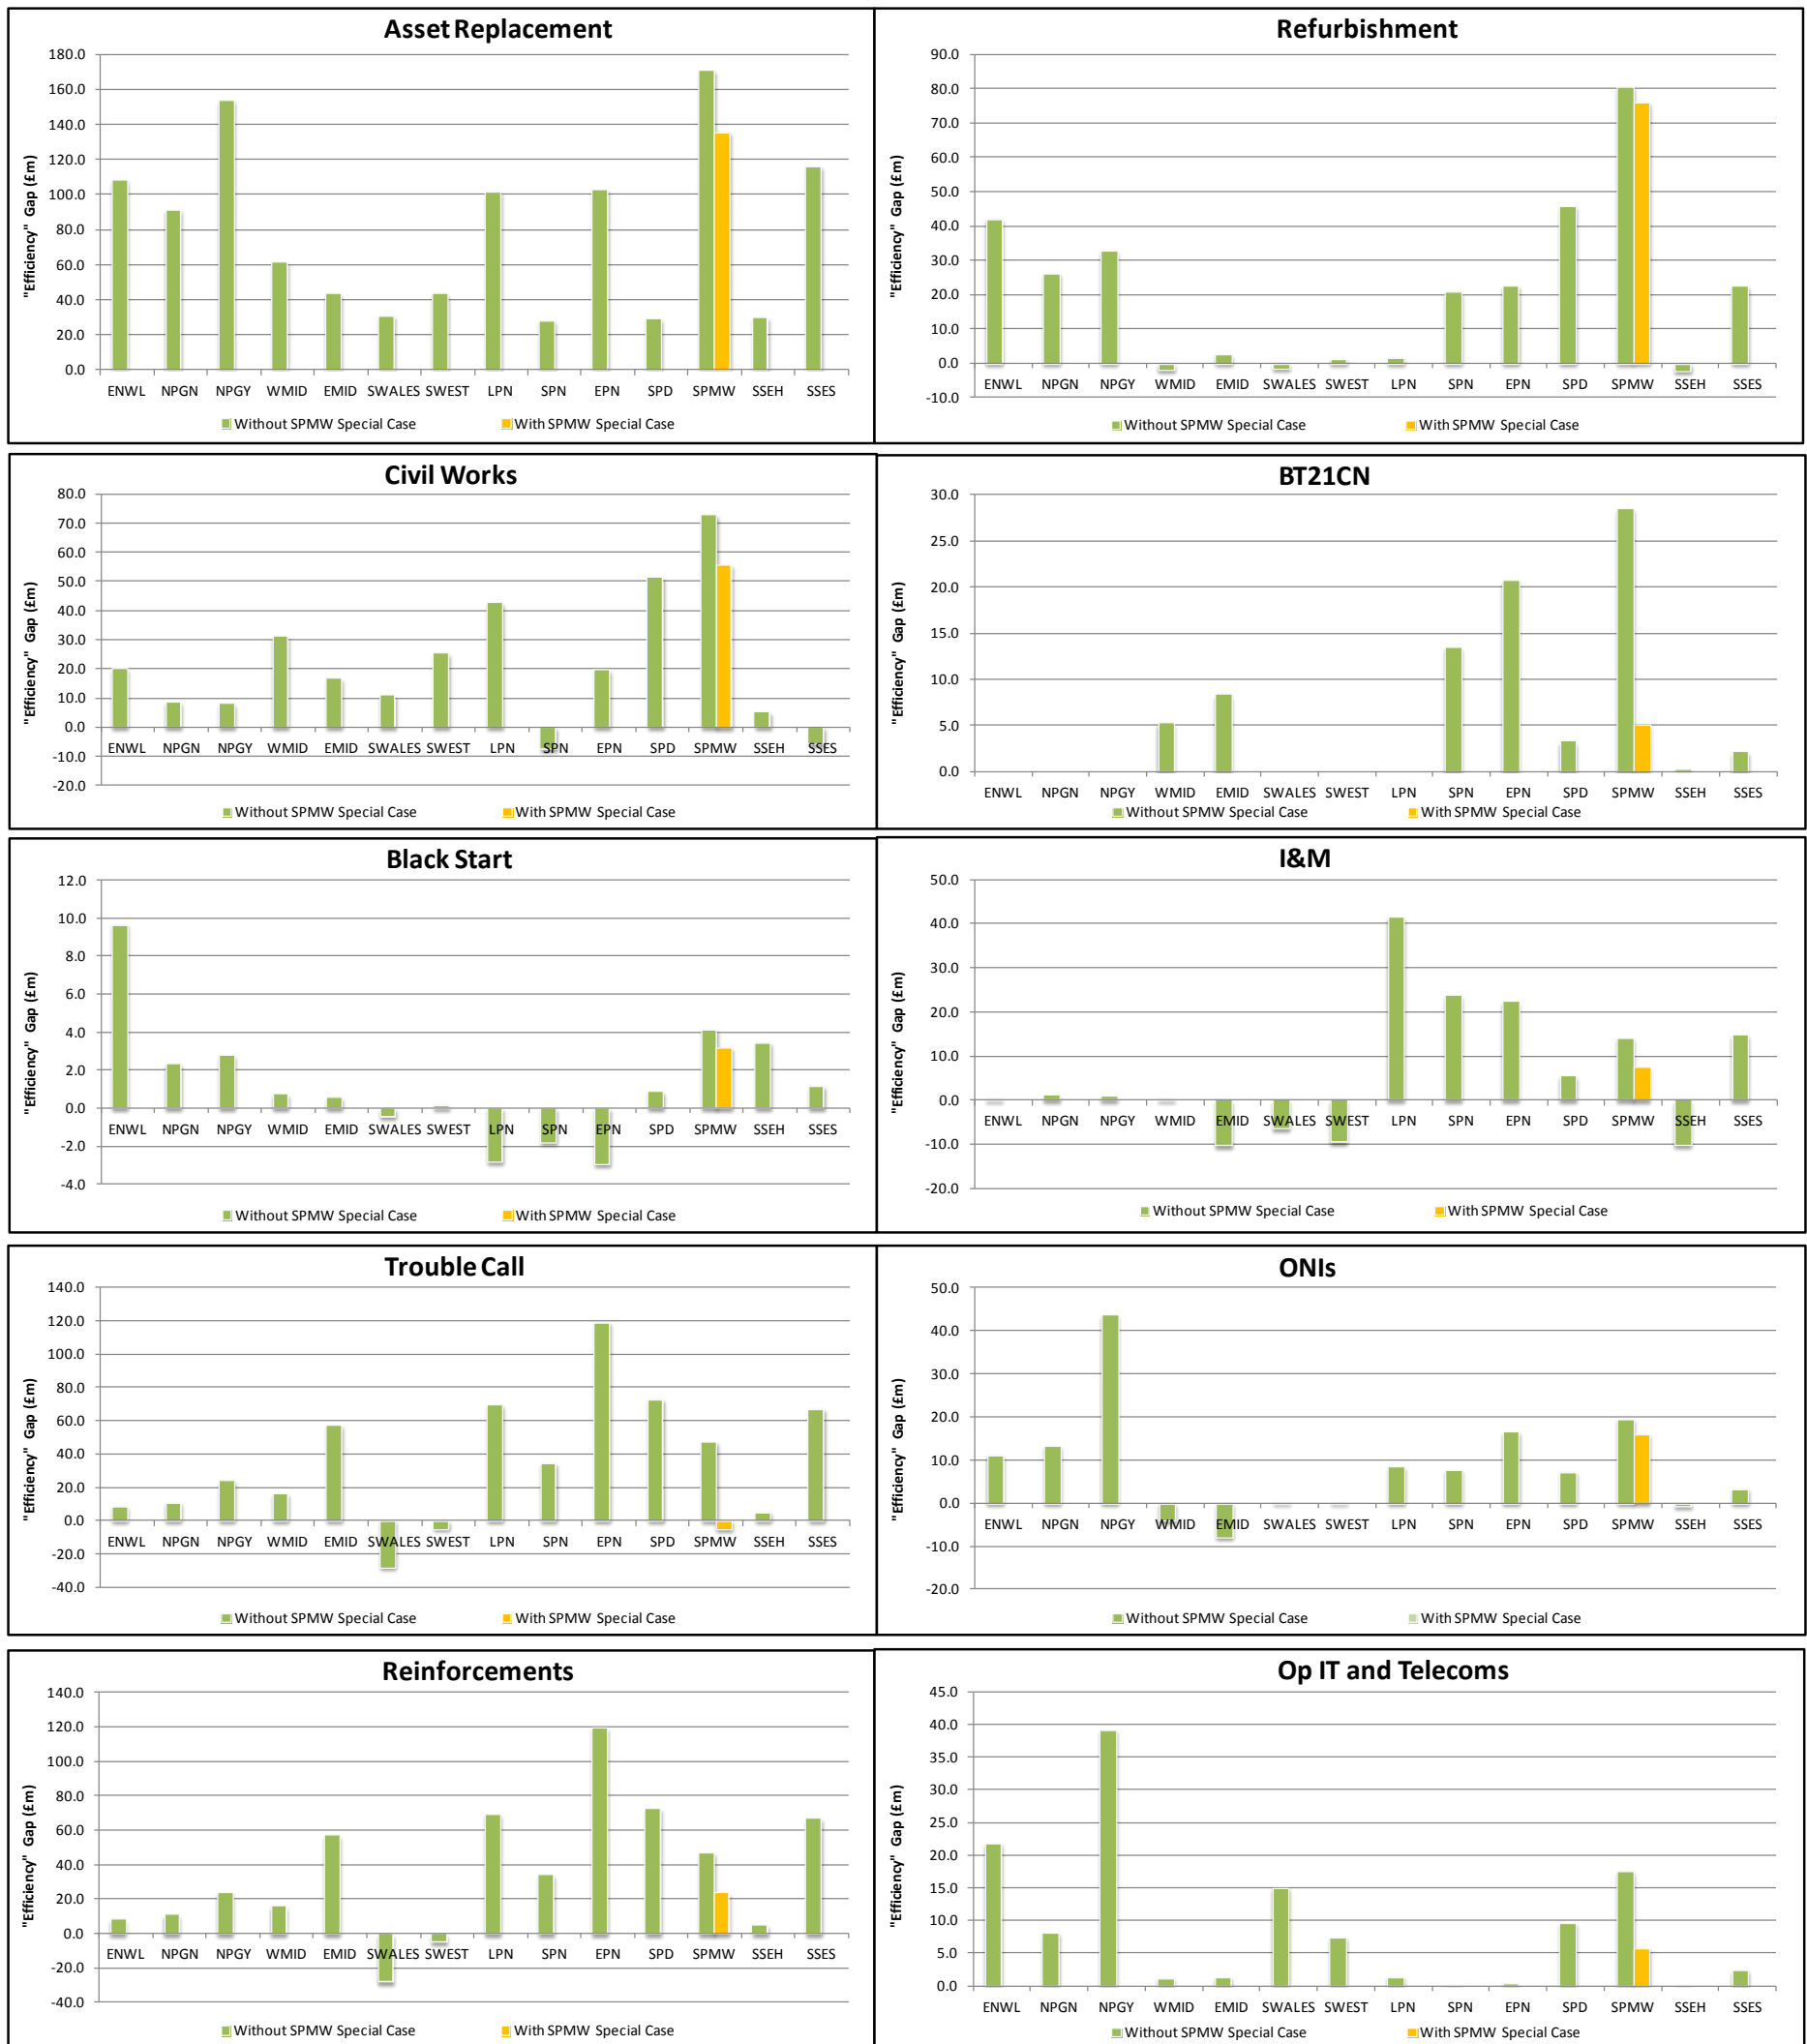 Asset Replacement
"Efficiency" Gap (£m)
180.0
160.0
140.0
120.0
100.0
80.0
60.0
40.0
20.0
0.0
ENWL NPGN NPGY WMID EMID SWALES SWEST LPN SPN EPN SPD SPMW SSEH SSES
Without SPMW Special Case With SPMW Special Case
Refurbishment
"Efficiency" Gap (£m)
90.0
80.0
70.0
60.0
50.0
40.0
30.0
20.0
10.0
0.0
-10.0
ENWL NPGN NPGY WMID EMID SWALES SWEST LPN SPN EPN SPD SPMW SSEH SSES
Without SPMW Special Case With SPMW Special Case
Civil Works
"Efficiency" Gap (£m)
80.0
70.0
60.0
50.0
40.0
30.0
20.0
10.0
0.0
-10.0
-20.0
ENWL NPGN NPGY WMID EMID SWALES SWEST LPN SPN EPN SPD SPMW SSEH SSES
Without SPMW Special Case With SPMW Special Case
BT21CN
"Efficiency" Gap (£m)
30.0
25.0
20.0
15.0
10.0
5.0
0.0
ENWL NPGN NPGY WMID EMID SWALES SWEST LPN SPN EPN SPD SPMW SSEH SSES
Without SPMW Special Case With SPMW Special Case
Black Start
"Efficiency" Gap (£m)
12.0
10.0
8.0
6.0
4.0
2.0
0.0
-2.0
-4.0
ENWL NPGN NPGY WMID EMID SWALES SWEST LPN SPN EPN SPD SPMW SSEH SSES
Without SPMW Special Case With SPMW Special Case
I&M
"Efficiency" Gap (£m)
50.0
40.0
30.0
20.0
10.0
0.0
-10.0
-20.0
ENWL NPGN NPGY WMID EMID SWALES SWEST LPN SPN EPN SPD SPMW SSEH SSES
Without SPMW Special Case With SPMW Special Case
Trouble Call
"Efficiency" Gap (£m)
140.0
120.0
100.0
80.0
60.0
40.0
20.0
0.0
-20.0
-40.0
ENWL NPGN NPGY WMID EMID SWALES SWEST LPN SPN EPN SPD SPMW SSEH SSES
Without SPMW Special Case With SPMW Special Case
ONIs
"Efficiency" Gap (£m)
50.0
40.0
30.0
20.0
10.0
0.0
-10.0
-20.0
ENWL NPGN NPGY WMID EMID SWALES SWEST LPN SPN EPN SPD SPMW SSEH SSES
Without SPMW Special Case With SPMW Special Case
Reinforcements
"Efficiency" Gap (£m)
140.0
120.0
100.0
80.0
60.0
40.0
20.0
0.0
-20.0
-40.0
ENWL NPGN NPGY WMID EMID SWALES SWEST LPN SPN EPN SPD SPMW SSEH SSES
Without SPMW Special Case With SPMW Special Case
Op IT and Telecoms
"Efficiency" Gap (£m)
45.0
40.0
35.0
30.0
25.0
20.0
15.0
10.0
5.0
0.0
ENWL NPGN NPGY WMID EMID SWALES SWEST LPN SPN EPN SPD SPMW SSEH SSES
Without SPMW Special Case With SPMW Special Case